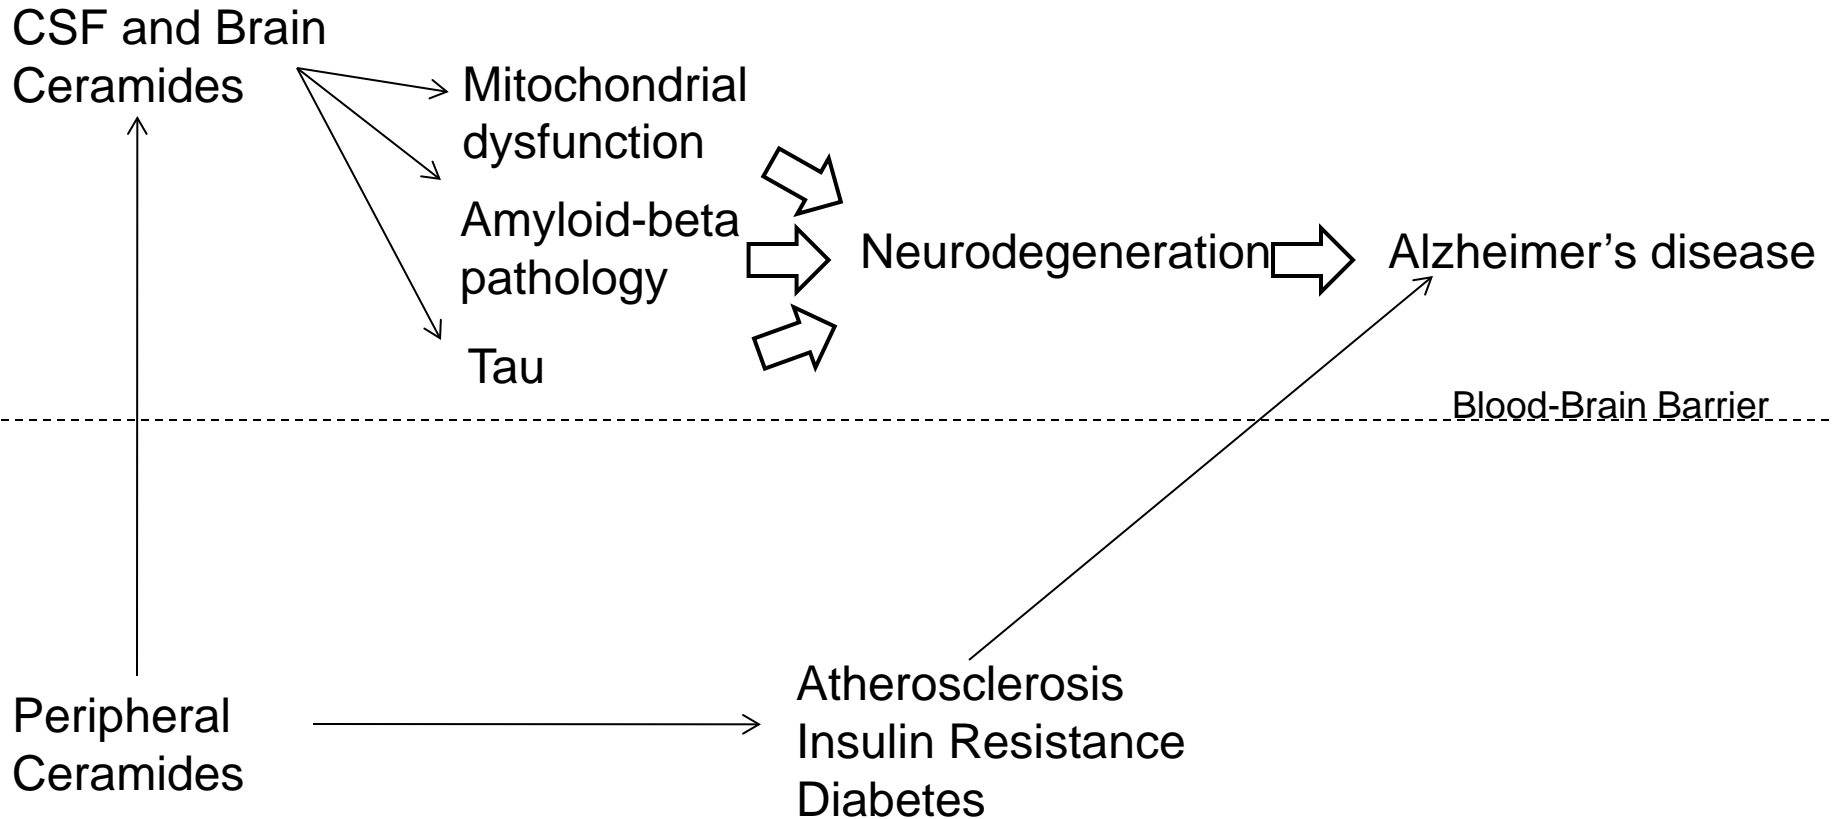 CSF and Brain
Ceramides
Mitochondrial
dysfunction
Amyloid-beta
pathology
Tau
Neurodegeneration
Alzheimer’s disease
Blood-Brain Barrier
Peripheral
Ceramides
Atherosclerosis
Insulin Resistance
Diabetes